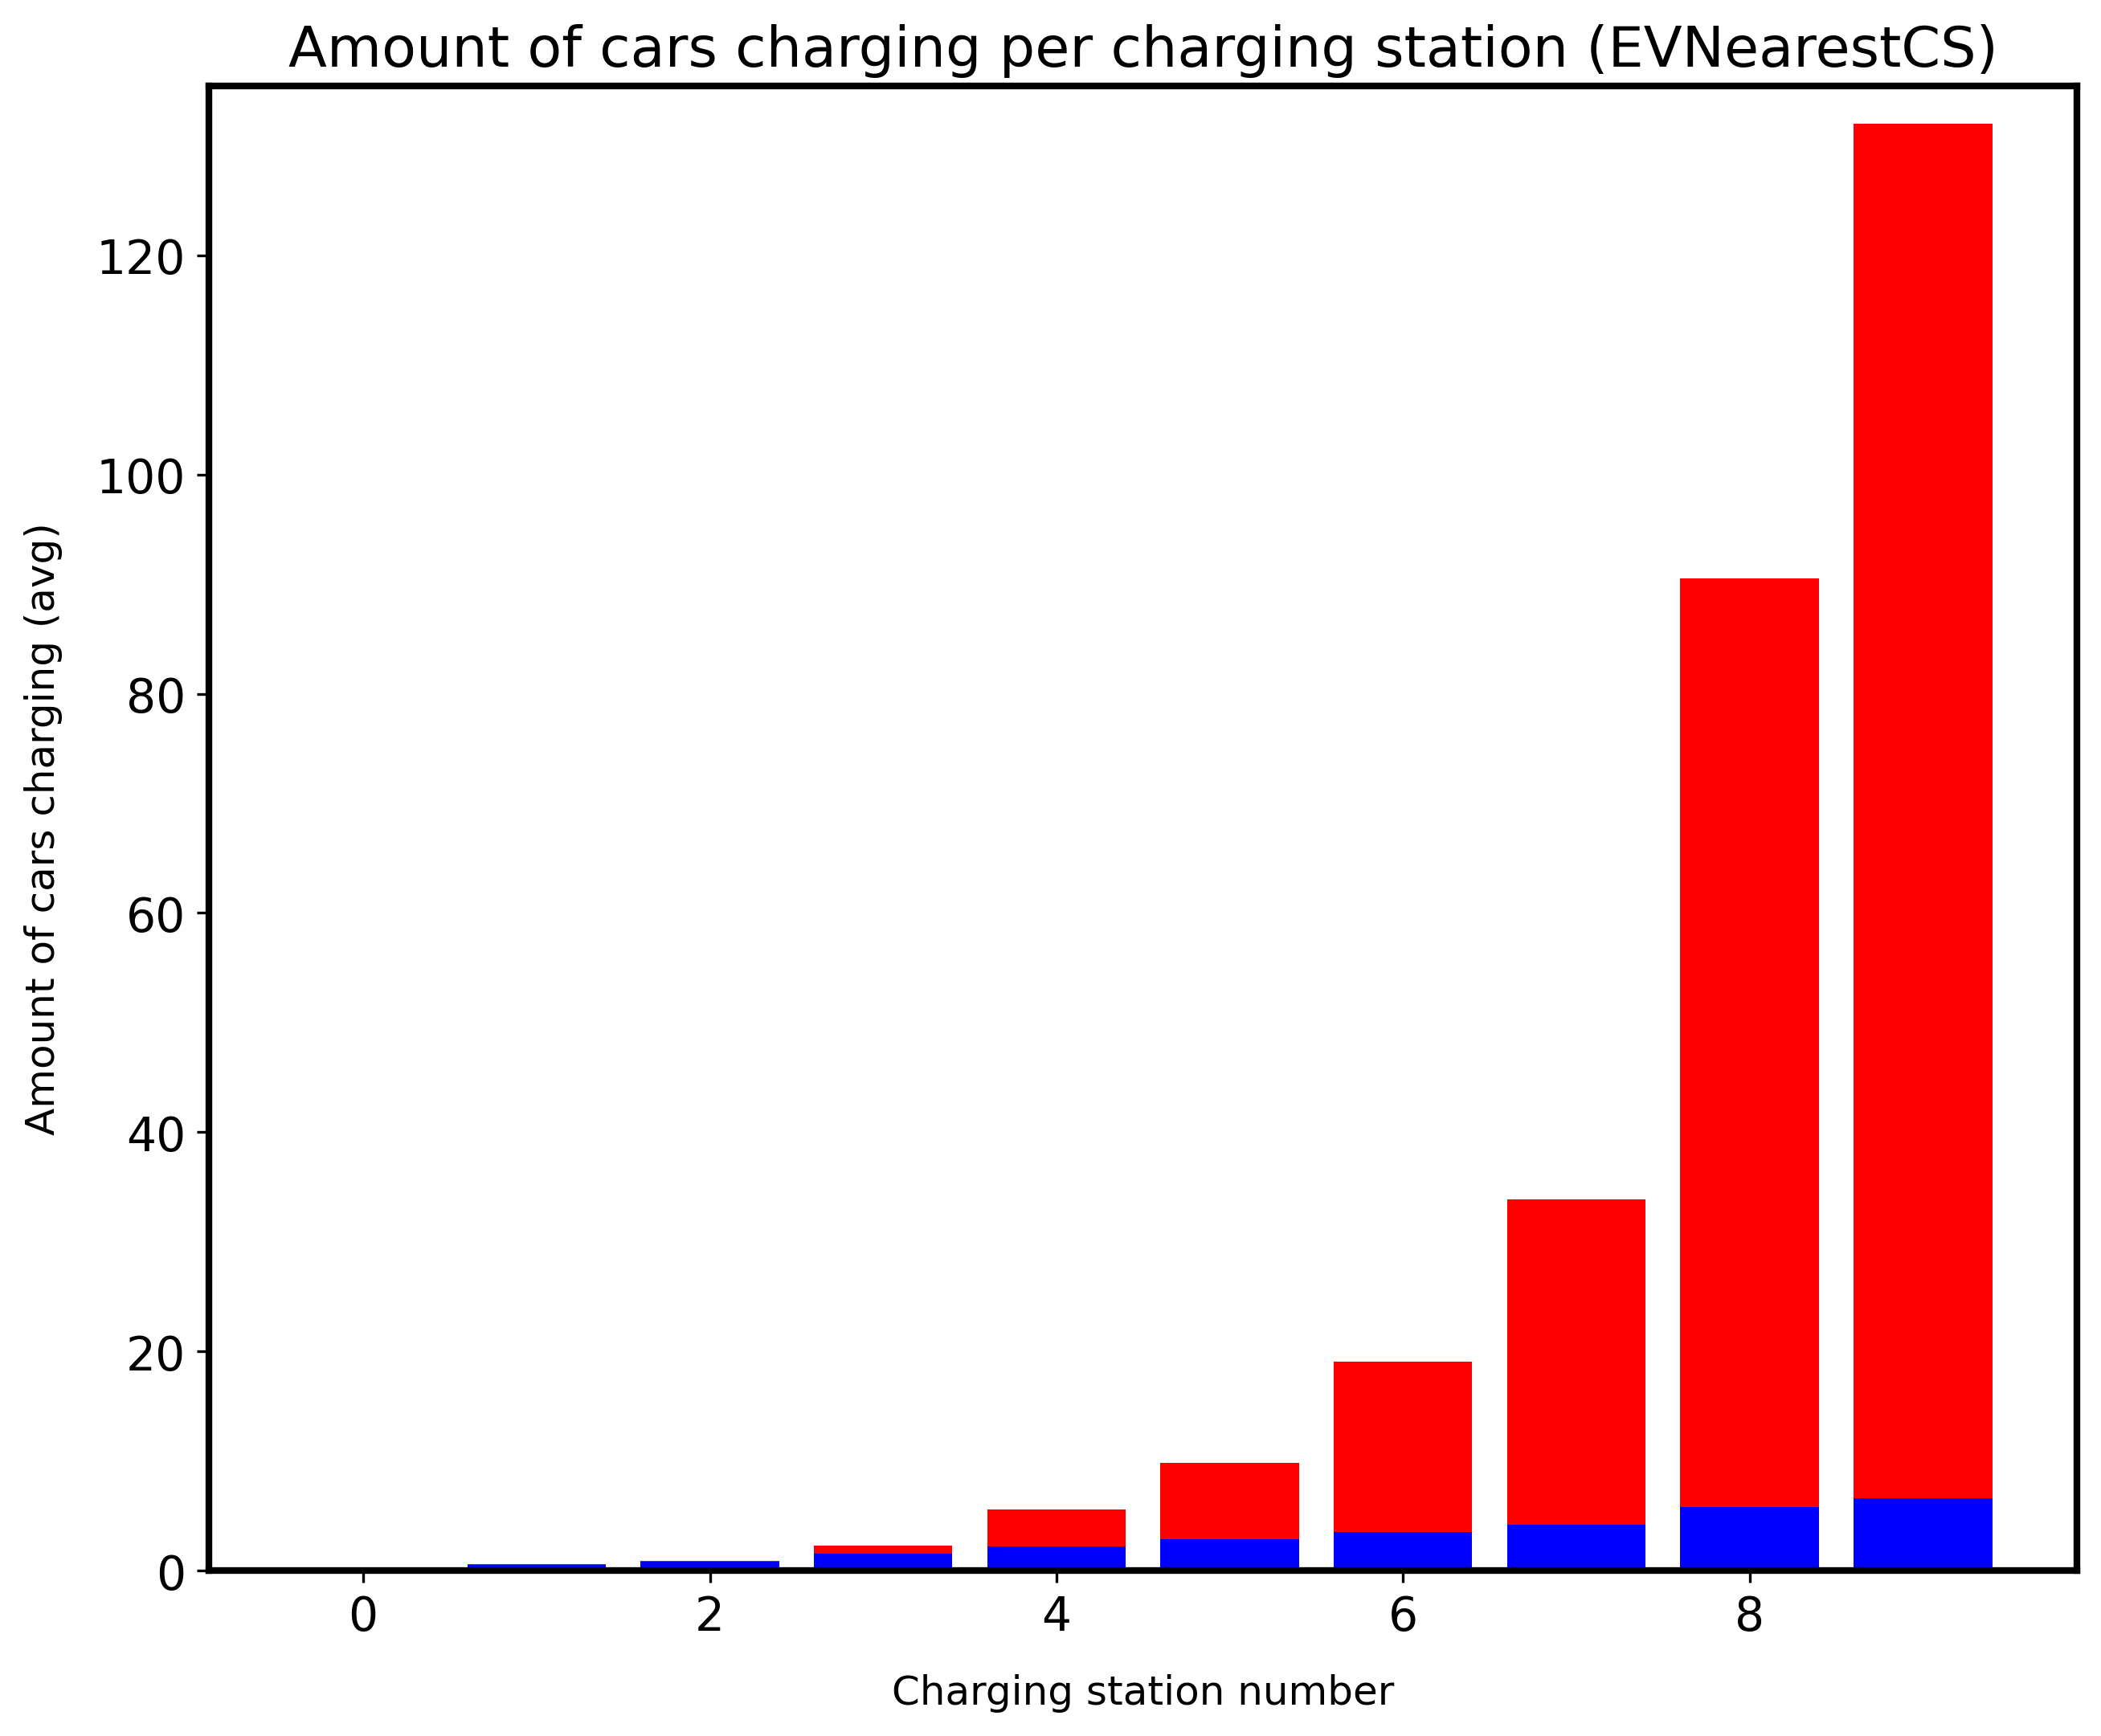 Amount of cars charging per charging station (EVNearestCS)
Amount of cars charging (avg)
120
100
80
60
40
20
0
0 2 4 6 8
Charging station number